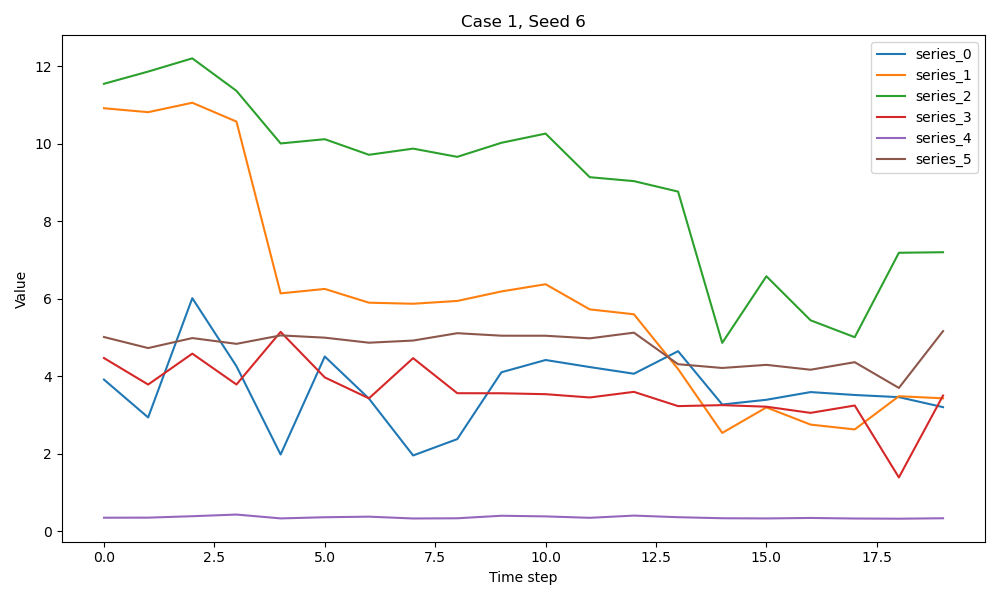 Case 1, Seed 6
series_0
series_1
series_2
series_3
series_4
series_5
Value
12
10
8
6
4
2
0
0.0 2.5 5.0 7.5 10.0 12.5 15.0 17.5
Time step